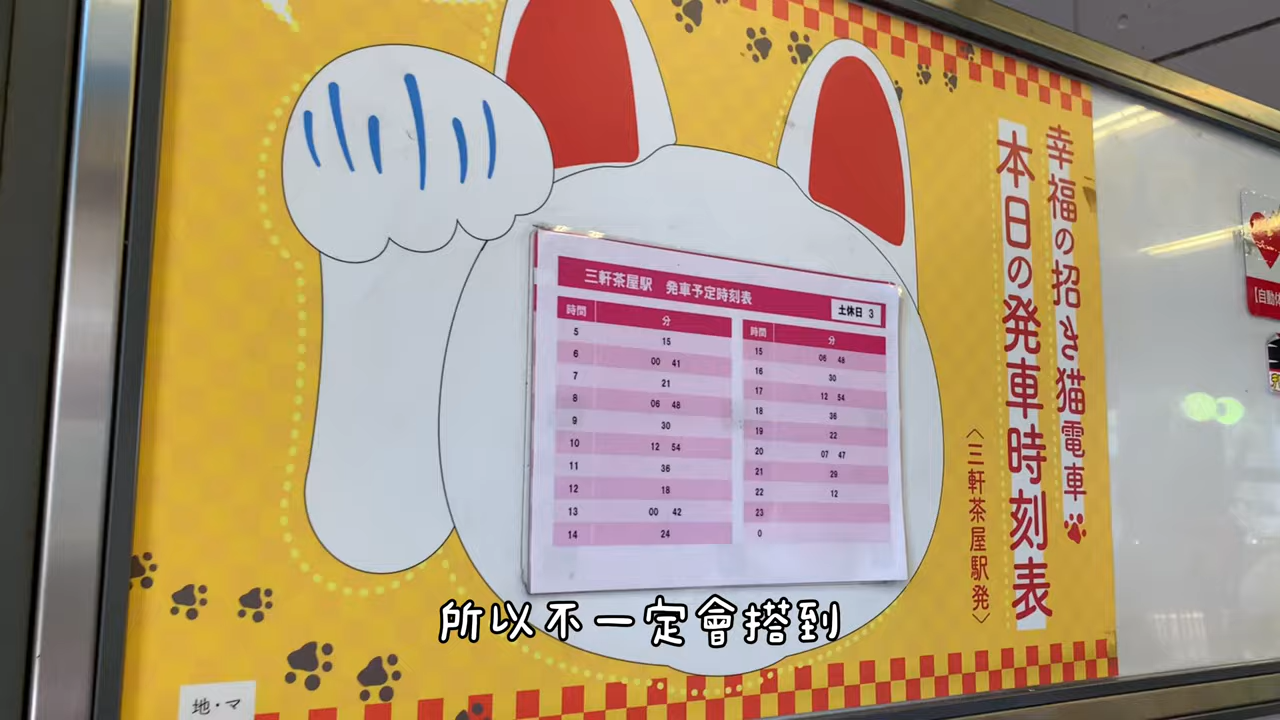 幸福の招き猫電車
本日の発車時刻表
〈三軒茶屋駅発〉
三軒茶屋駅 発車予定時刻表
土休日 3
時間 分
5 15
6 00 41
7 21
8 06 48
9 30
10 12 54
11 36
12 18
13 00 42
14 24
時間 分
15 06 48
16 30
17 12 54
18 36
19 22
20 07 47
21 29
22 12
23
0
地・マ
所以不一定會搭到